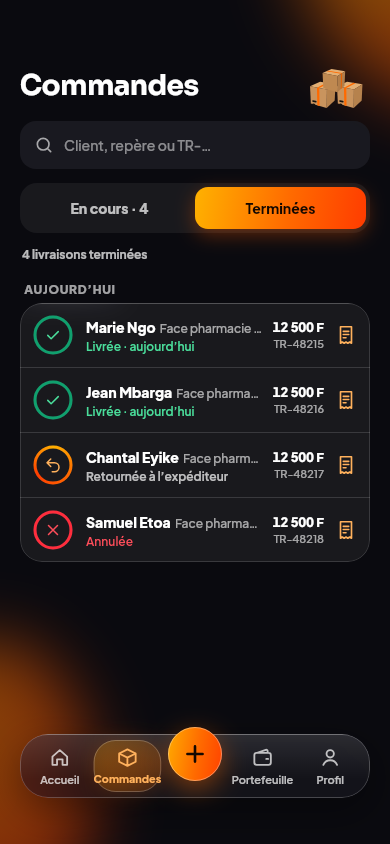 Commandes
Client, repère ou TR-...
En cours · 4
Terminées
4 livraisons terminées
AUJOURD'HUI
Marie Ngo Face pharmacie ... 12 500 F
Livrée · aujourd'hui TR-48215
Jean Mbarga Face pharma... 12 500 F
Livrée · aujourd'hui TR-48216
Chantal Eyike Face pharm... 12 500 F
Retournée à l'expéditeur TR-48217
Samuel Etoa Face pharma... 12 500 F
Annulée TR-48218
Accueil Commandes Portefeuille Profil